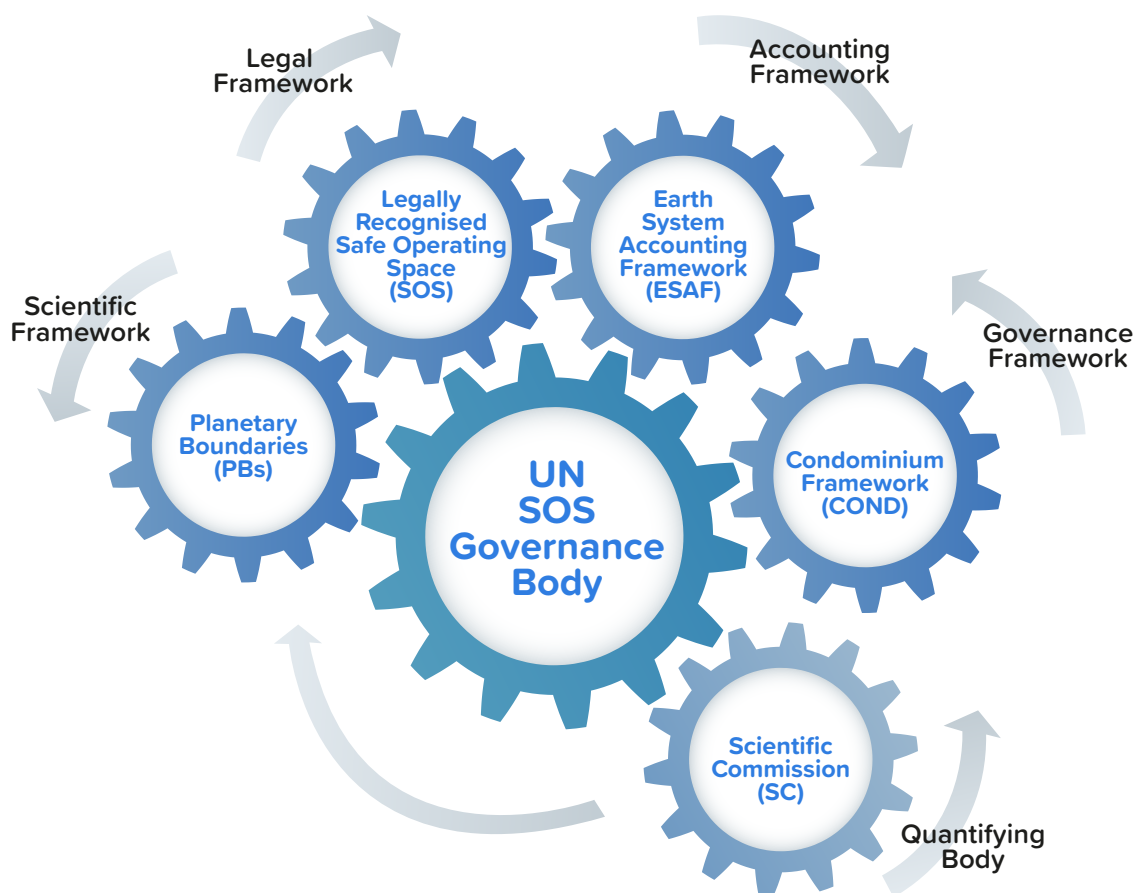 Legal
Framework
Accounting
Framework
Legally
Recognised
Safe Operating
Space
(SOS)
Earth
System
Accounting
Framework
(ESAF)
Scientific
Framework
Governance
Framework
Planetary
Boundaries
(PBs)
UN
SOS
Governance
Body
Condominium
Framework
(COND)
Scientific
Commission
(SC)
Quantifying
Body